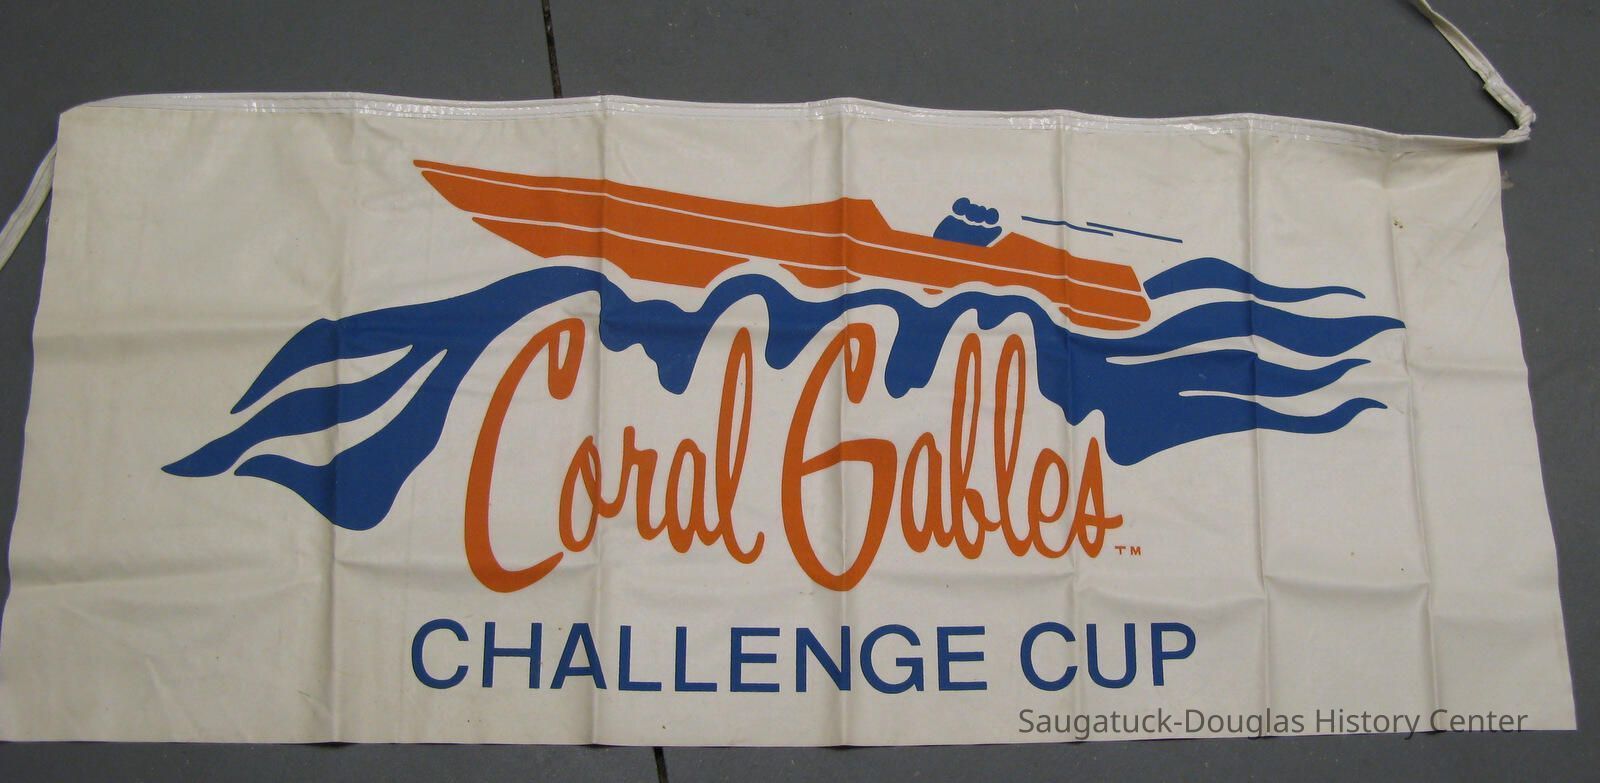 Coral Gables™
CHALLENGE CUP
Saugatuck-Douglas History Center